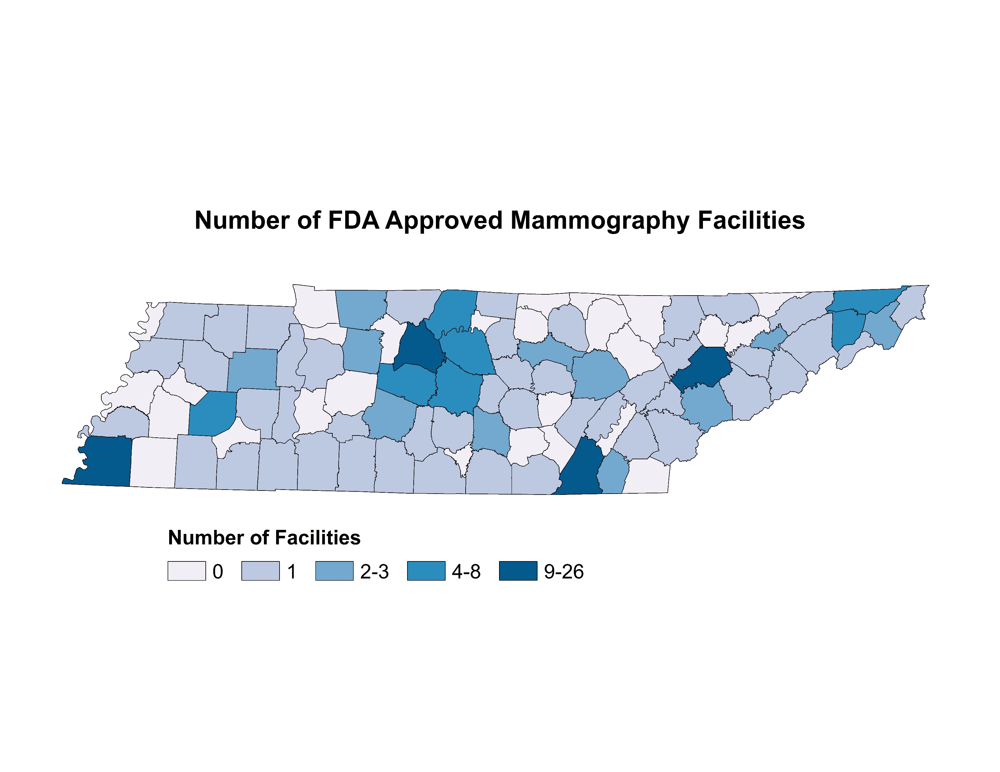 Number of FDA Approved Mammography Facilities
Number of Facilities
0 1 2-3 4-8 9-26